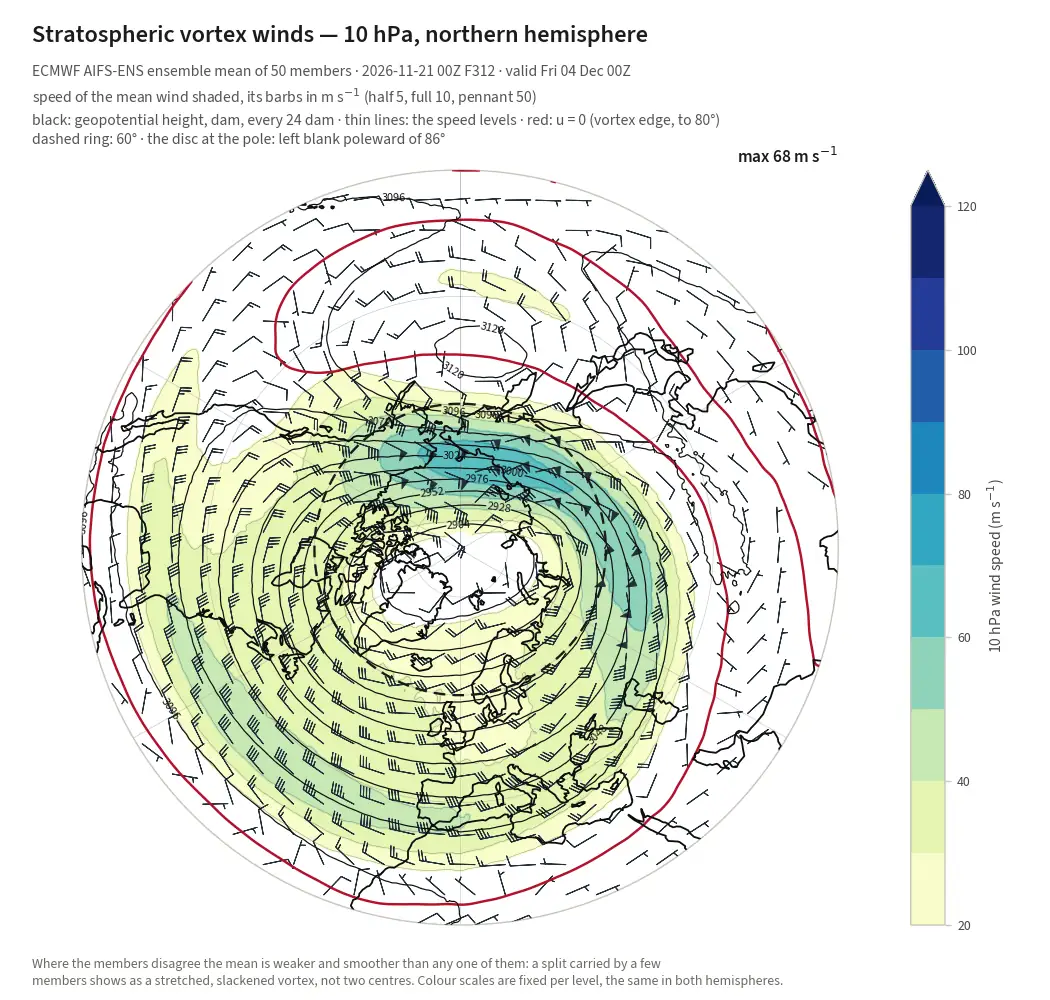 Stratospheric vortex winds — 10 hPa, northern hemisphere
ECMWF AIFS-ENS ensemble mean of 50 members · 2026-11-21 00Z F312 · valid Fri 04 Dec 00Z
speed of the mean wind shaded, its barbs in m s⁻¹ (half 5, full 10, pennant 50)
black: geopotential height, dam, every 24 dam · thin lines: the speed levels · red: u = 0 (vortex edge, to 80°)
dashed ring: 60° · the disc at the pole: left blank poleward of 86°
max 68 m s⁻¹
3096
3120
3120
3096
2976
3000
2952
2928
2904
3096
120
100
80
60
40
20
10 hPa wind speed (m s⁻¹)
Where the members disagree the mean is weaker and smoother than any one of them: a split carried by a few
members shows as a stretched, slackened vortex, not two centres. Colour scales are fixed per level, the same in both hemispheres.